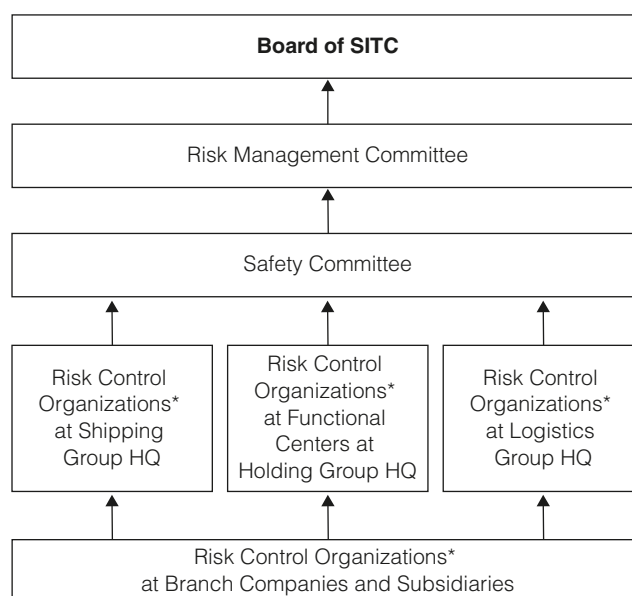 Board of SITC
Risk Management Committee
Safety Committee
Risk Control
Organizations*
at Shipping
Group HQ
Risk Control
Organizations*
at Functional
Centers at
Holding Group HQ
Risk Control
Organizations*
at Logistics
Group HQ
Risk Control Organizations*
at Branch Companies and Subsidiaries